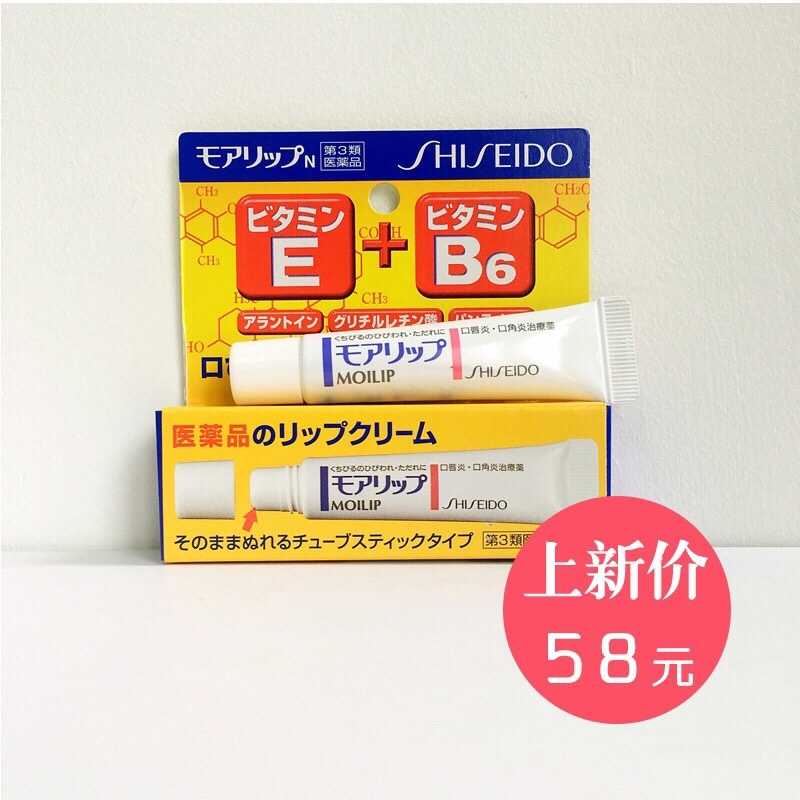 モアリップN 第3類医薬品 SHISEIDO
CH₃
CH₂O
ビタミン
E
+
ビタミン
B6
CH₃
HO
CH₃
アラントイン
グリチルレチン酸
くちびるのひびわれ・ただれに
モアリップ
MOILIP
口唇炎・口角炎治療薬
SHISEIDO
医薬品のリップクリーム
くちびるのひびわれ・ただれに
モアリップ
MOILIP
口唇炎・口角炎治療薬
SHISEIDO
そのままぬれるチューブスティックタイプ
第3類医
上新价
58元